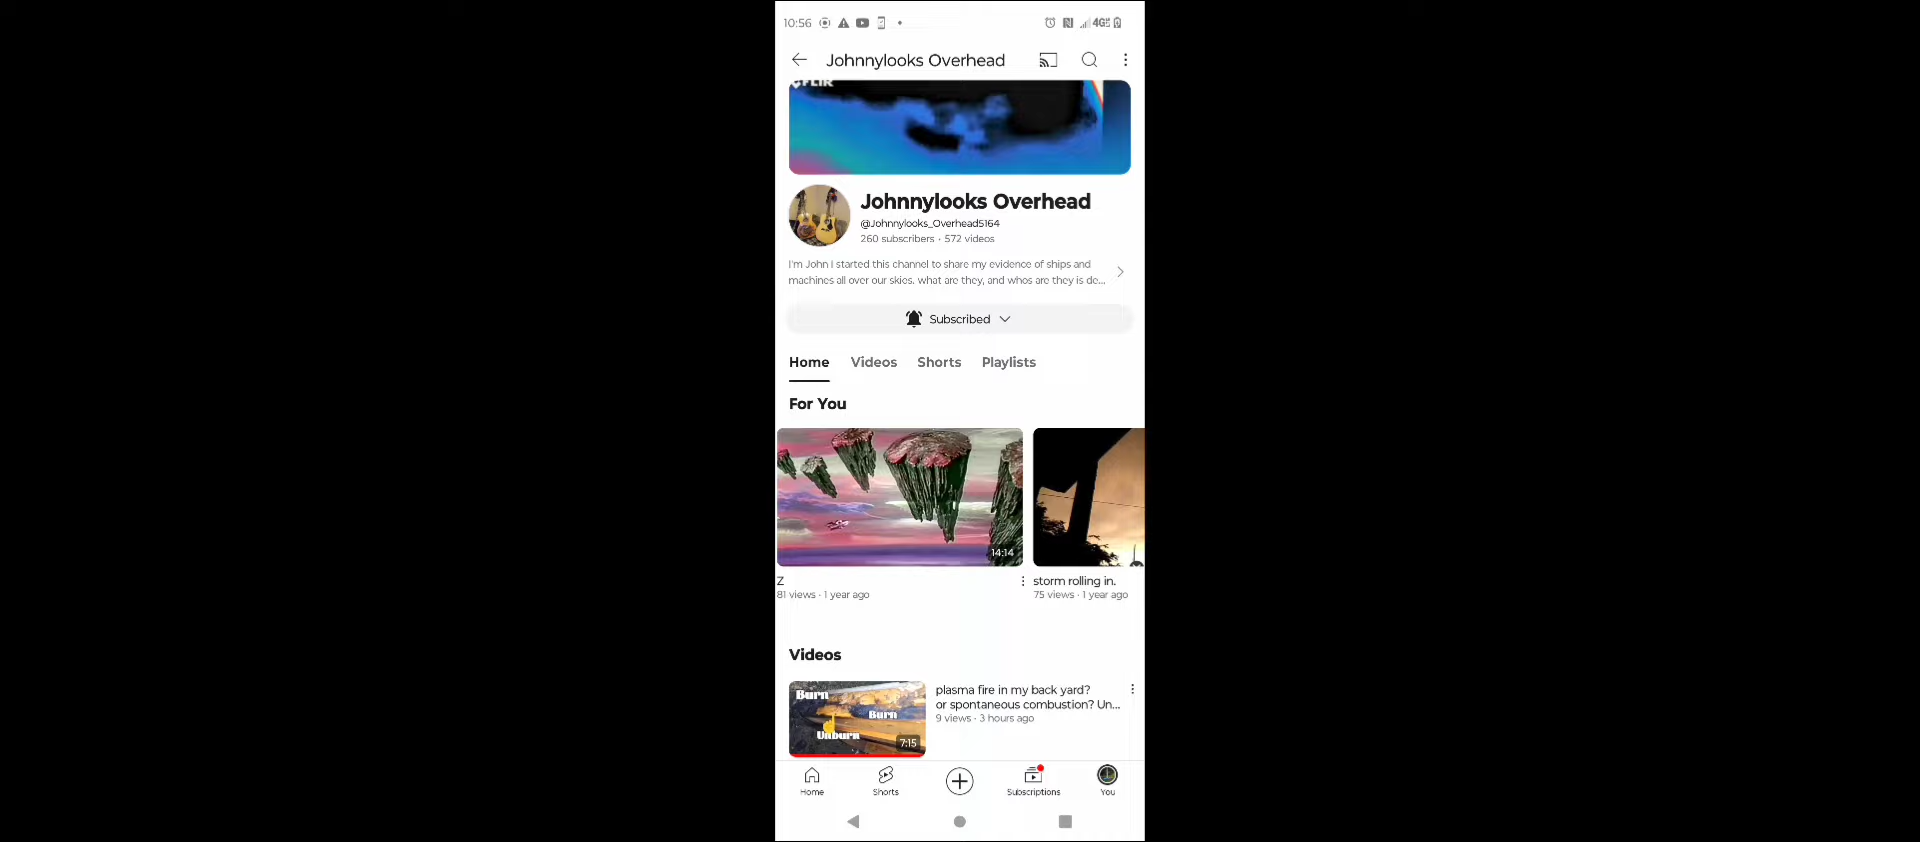 10:56
4G
Johnnylooks Overhead
FLIR
Johnnylooks Overhead
@Johnnylooks_Overhead5164
260 subscribers · 572 videos
I'm John I started this channel to share my evidence of ships and
machines all over our skies. what are they, and whos are they is de...
Subscribed
Home Videos Shorts Playlists
For You
14:14
Z
81 views · 1 year ago
storm rolling in.
75 views · 1 year ago
Videos
Burn
Burn
Unburn
7:15
plasma fire in my back yard?
or spontaneous combustion? Un...
9 views · 3 hours ago
Home Shorts Subscriptions You